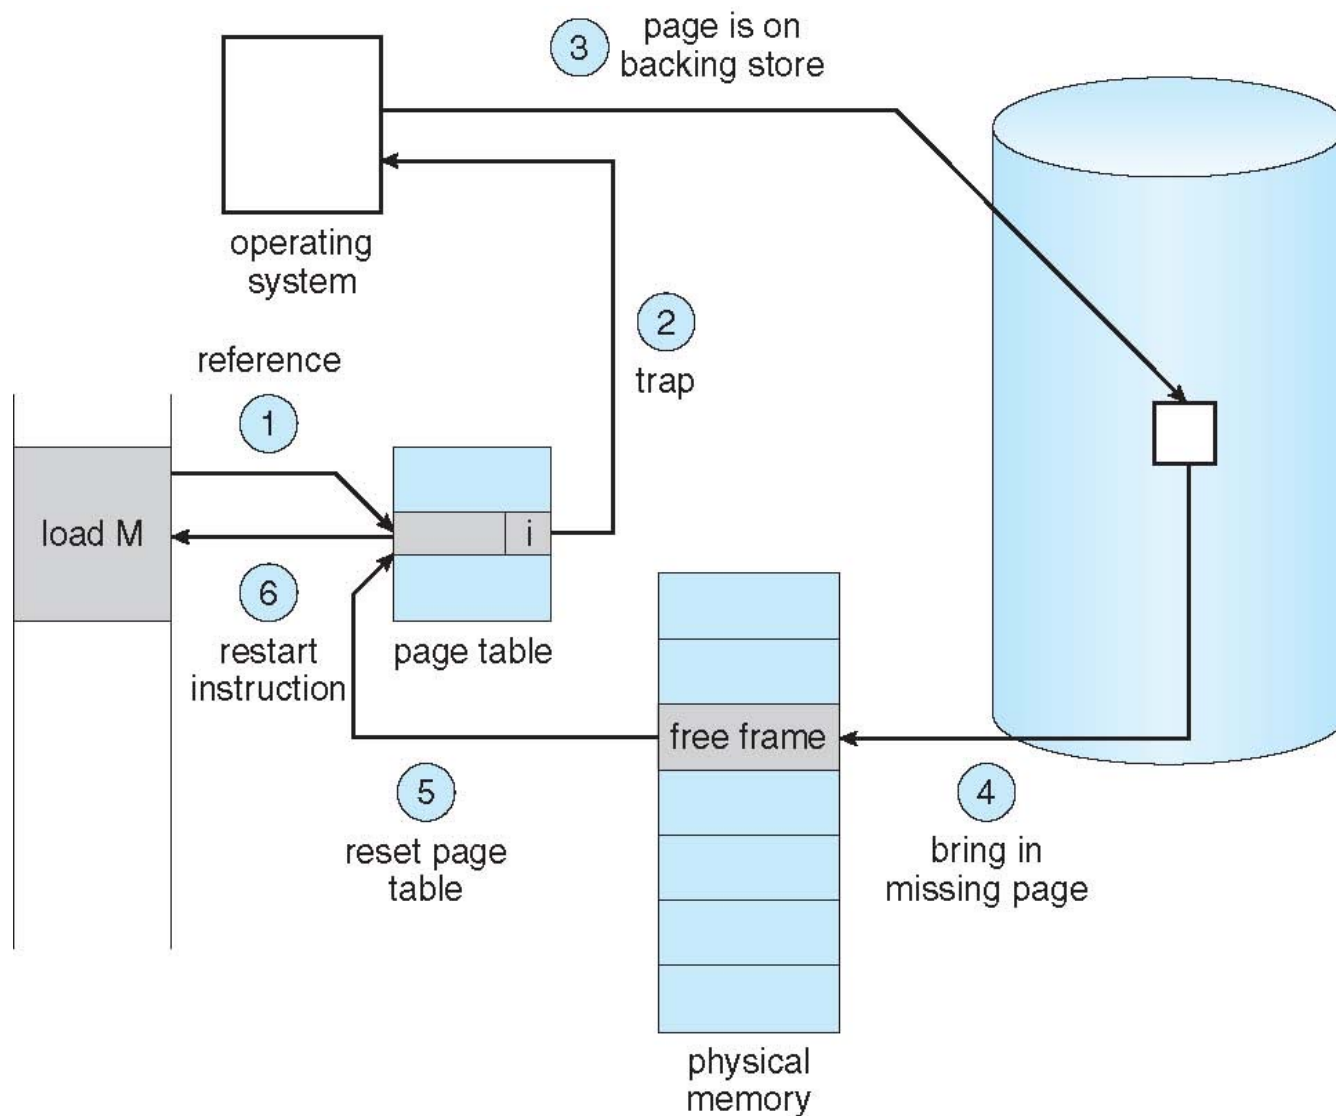 3
page is on
backing store
operating
system
2
trap
reference
1
load M
i
6
restart
instruction
page table
free frame
5
reset page
table
4
bring in
missing page
physical
memory